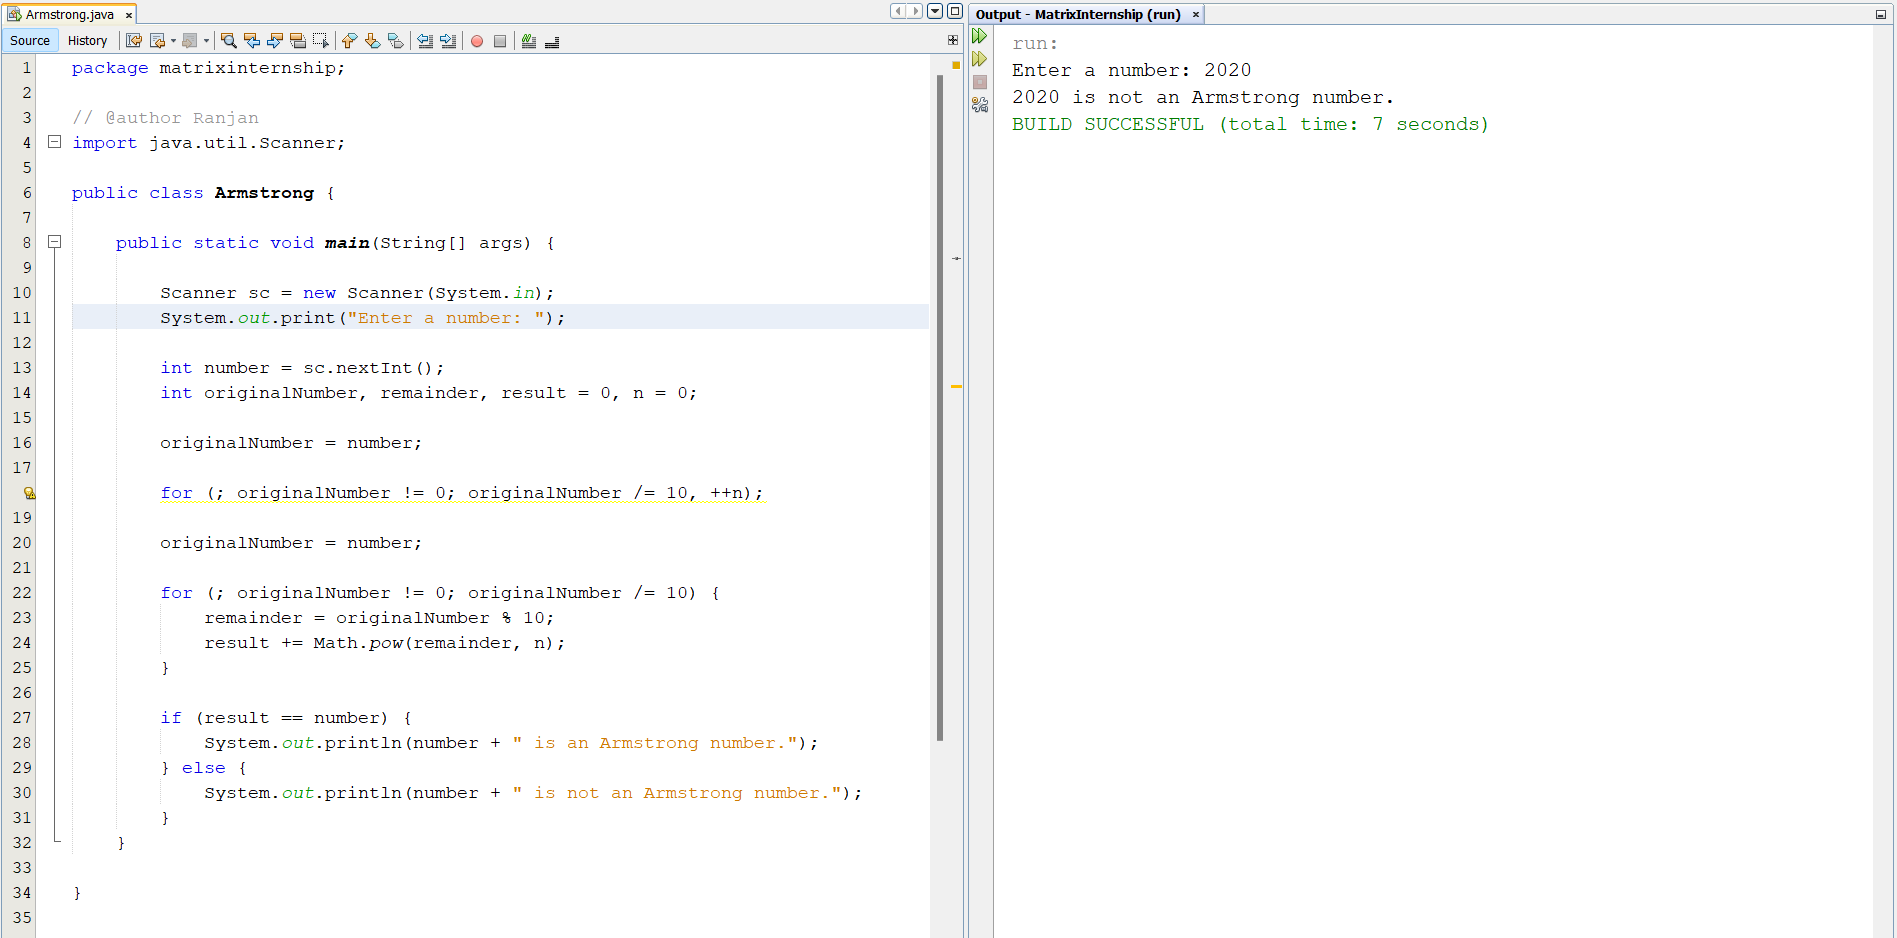 Armstrong.java ×
Source History
1 package matrixinternship;
2
3 // @author Ranjan
4 import java.util.Scanner;
5
6 public class Armstrong {
7
8     public static void main(String[] args) {
9
10         Scanner sc = new Scanner(System.in);
11         System.out.print("Enter a number: ");
12
13         int number = sc.nextInt();
14         int originalNumber, remainder, result = 0, n = 0;
15
16         originalNumber = number;
17
        for (; originalNumber != 0; originalNumber /= 10, ++n);
19
20         originalNumber = number;
21
22         for (; originalNumber != 0; originalNumber /= 10) {
23             remainder = originalNumber % 10;
24             result += Math.pow(remainder, n);
25         }
26
27         if (result == number) {
28             System.out.println(number + " is an Armstrong number.");
29         } else {
30             System.out.println(number + " is not an Armstrong number.");
31         }
32     }
33
34 }
35
Output - MatrixInternship (run) ×
run:
Enter a number: 2020
2020 is not an Armstrong number.
BUILD SUCCESSFUL (total time: 7 seconds)